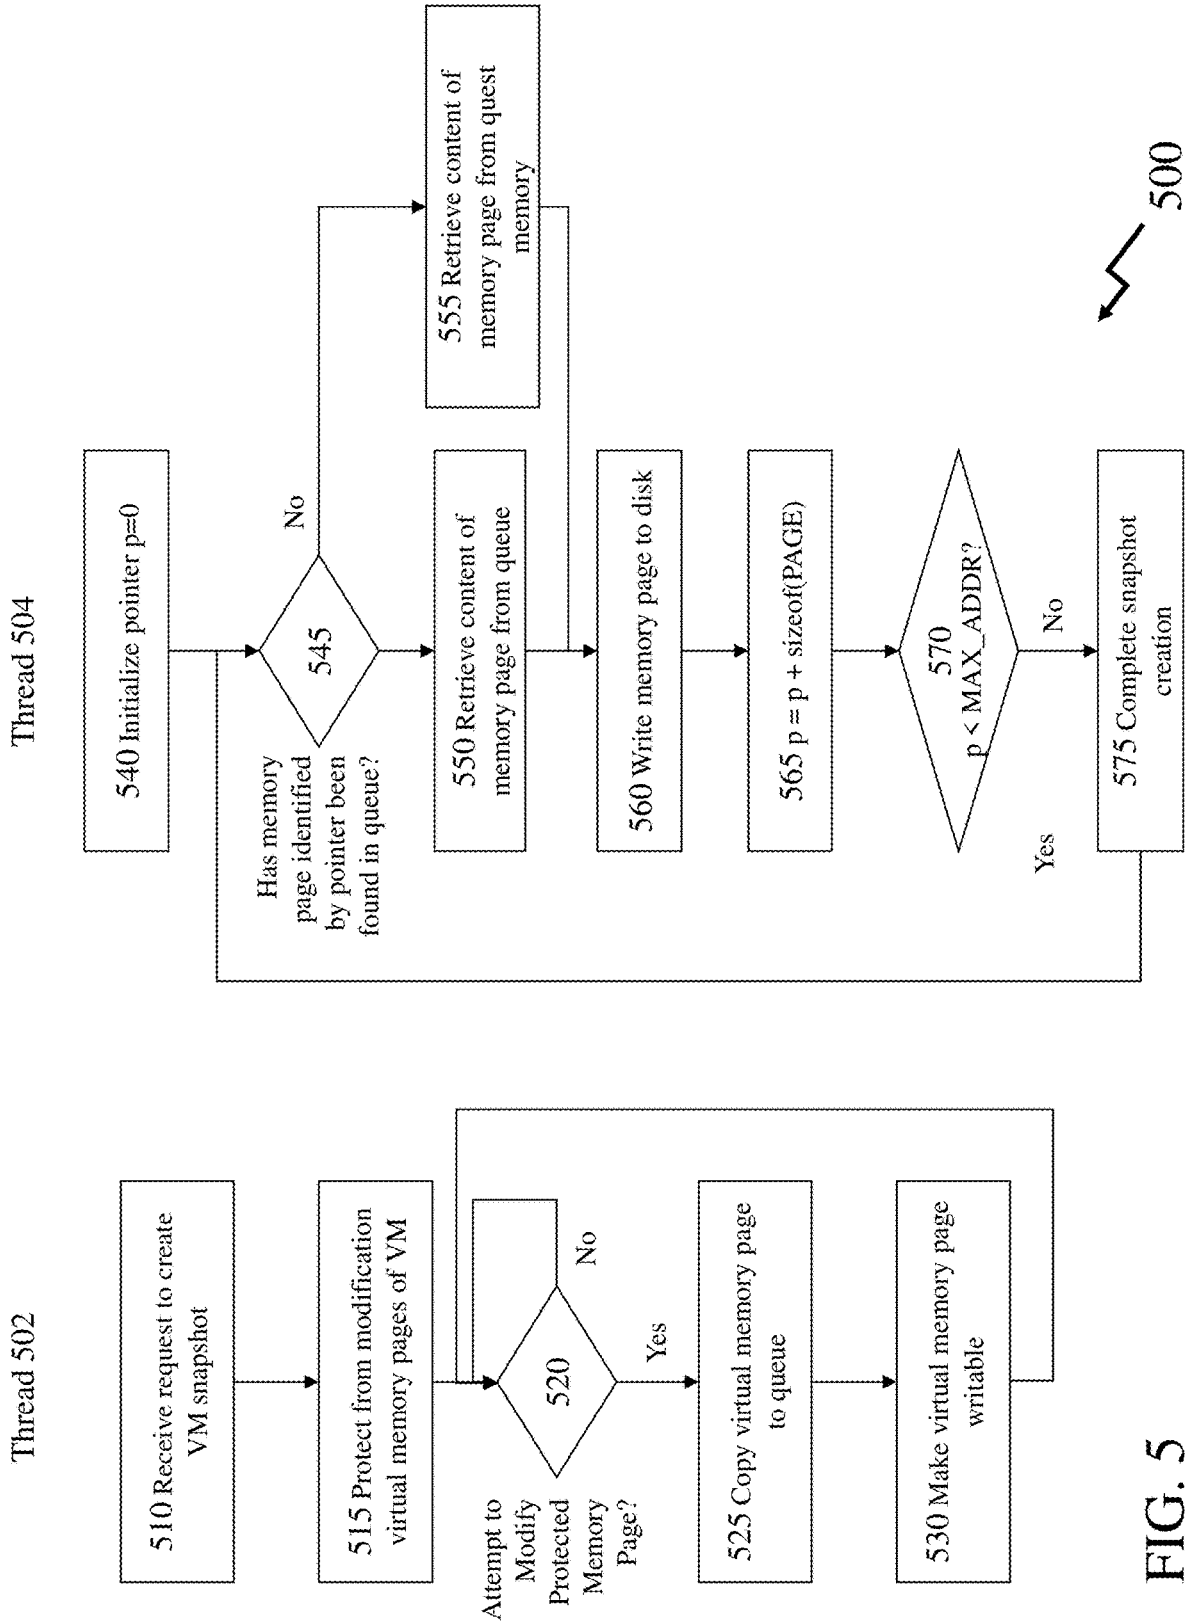 Thread 502
510 Receive request to create
VM snapshot
515 Protect from modification
virtual memory pages of VM
Attempt to
Modify
Protected
Memory
Page?
520
No
Yes
525 Copy virtual memory page
to queue
530 Make virtual memory page
writable
Thread 504
540 Initialize pointer p=0
Has memory
page identified
by pointer been
found in queue?
545
No
550 Retrieve content of
memory page from queue
555 Retrieve content of
memory page from quest
memory
560 Write memory page to disk
565 p = p + sizeof(PAGE)
570
p < MAX_ADDR?
Yes
No
575 Complete snapshot
creation
500
FIG. 5